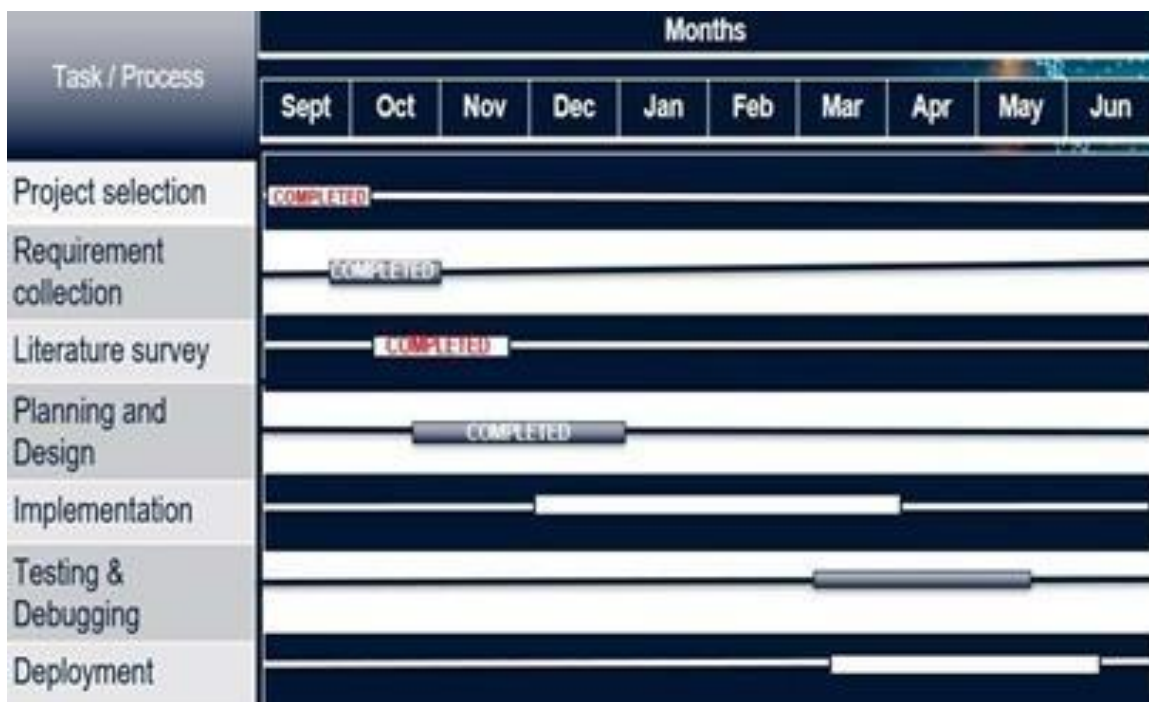 Months
Task / Process
Sept Oct Nov Dec Jan Feb Mar Apr May Jun
Project selection
COMPLETED
Requirement
collection
COMPLETED
Literature survey
COMPLETED
Planning and
Design
COMPLETED
Implementation
Testing &
Debugging
Deployment